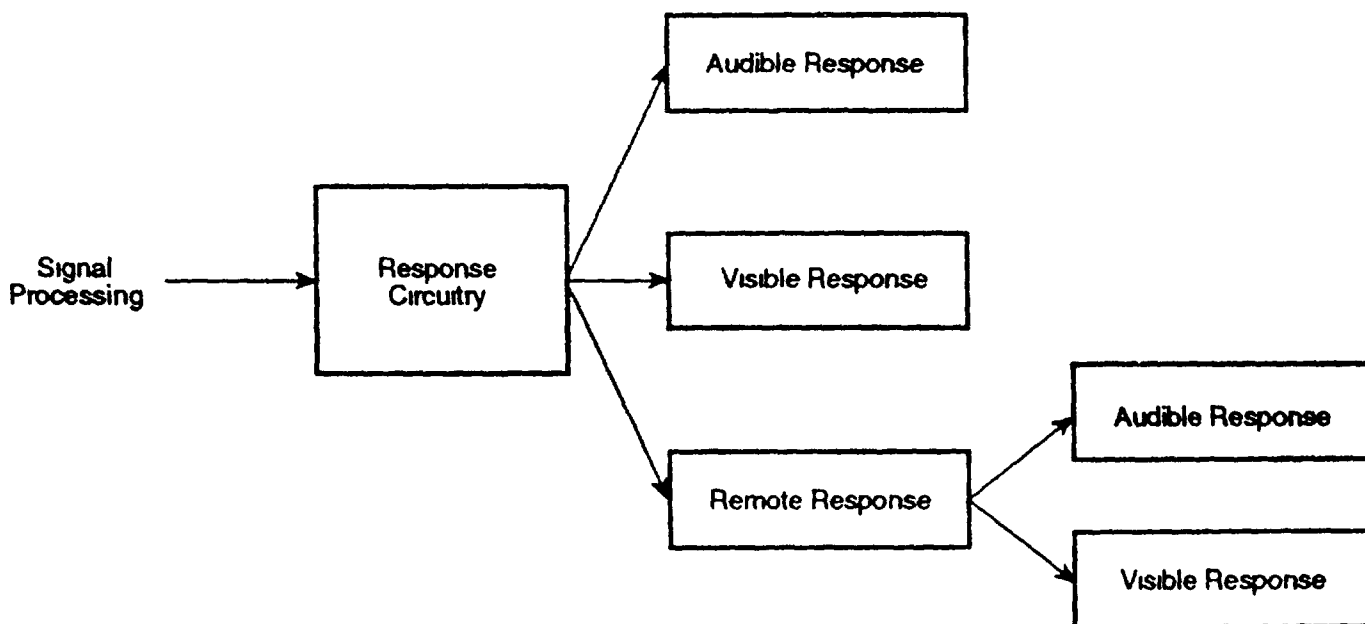 Audible Response
Signal
Processing
Response
Circuitry
Visible Response
Audible Response
Remote Response
Visible Response